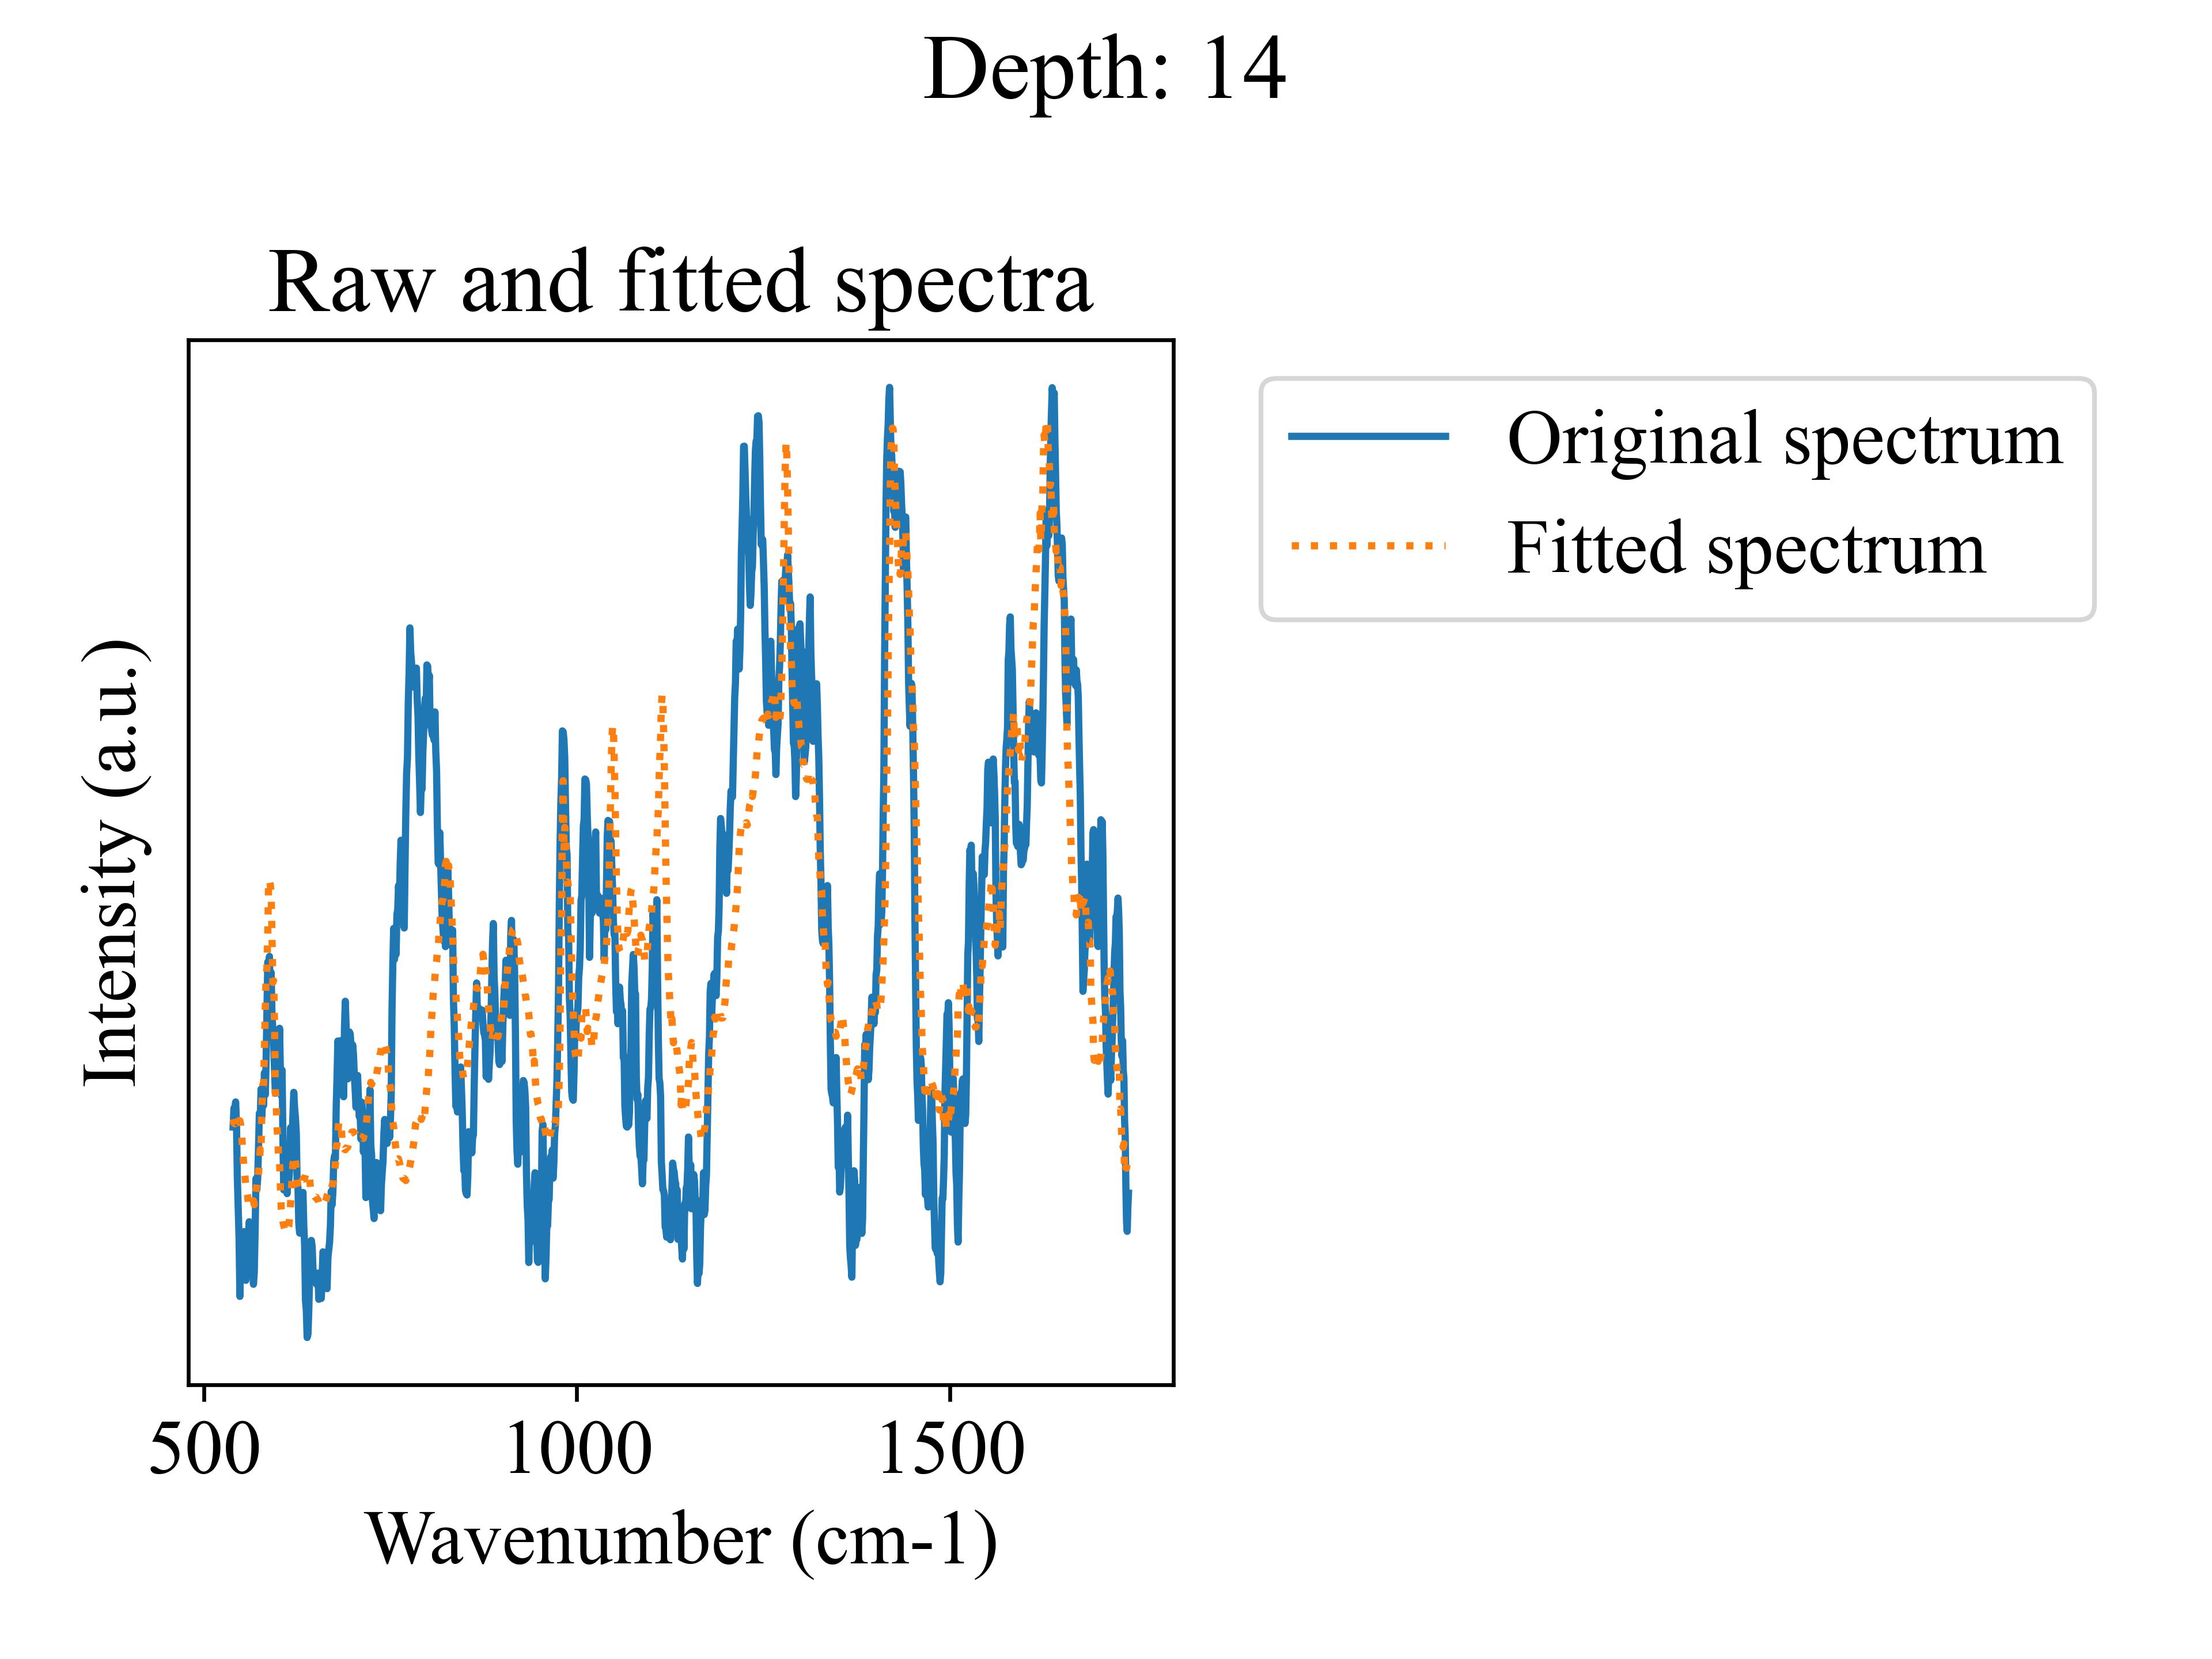 Depth: 14
Raw and fitted spectra
Original spectrum
Fitted spectrum
Intensity (a.u.)
500 1000 1500
Wavenumber (cm-1)